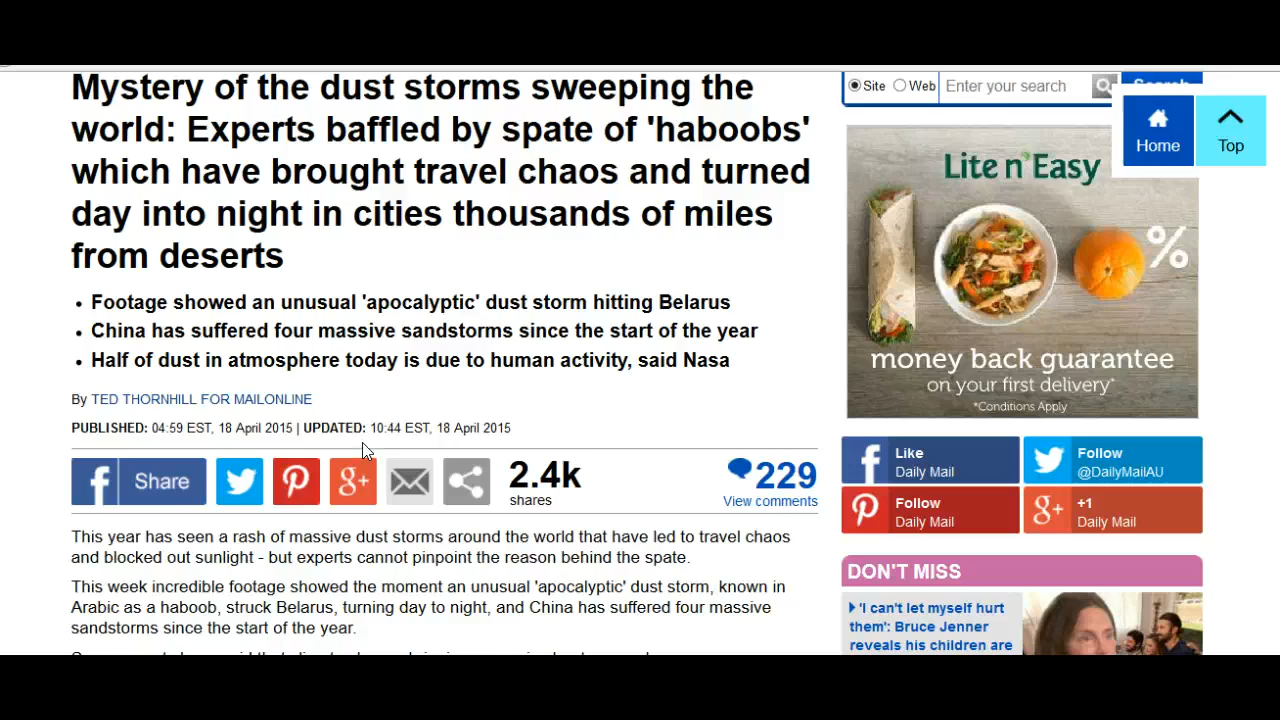 Mystery of the dust storms sweeping the
world: Experts baffled by spate of 'haboobs'
which have brought travel chaos and turned
day into night in cities thousands of miles
from deserts
• Footage showed an unusual 'apocalyptic' dust storm hitting Belarus
• China has suffered four massive sandstorms since the start of the year
• Half of dust in atmosphere today is due to human activity, said Nasa
By TED THORNHILL FOR MAILONLINE
PUBLISHED: 04:59 EST, 18 April 2015 | UPDATED: 10:44 EST, 18 April 2015
Share
2.4k
shares
229
View comments
This year has seen a rash of massive dust storms around the world that have led to travel chaos
and blocked out sunlight - but experts cannot pinpoint the reason behind the spate.
This week incredible footage showed the moment an unusual 'apocalyptic' dust storm, known in
Arabic as a haboob, struck Belarus, turning day to night, and China has suffered four massive
sandstorms since the start of the year.
Site Web Enter your search Search
Home
Top
Lite n' Easy
%
money back guarantee
on your first delivery*
*Conditions Apply
Like
Daily Mail
Follow
@DailyMailAU
Follow
Daily Mail
+1
Daily Mail
DON'T MISS
'I can't let myself hurt
them': Bruce Jenner
reveals his children are